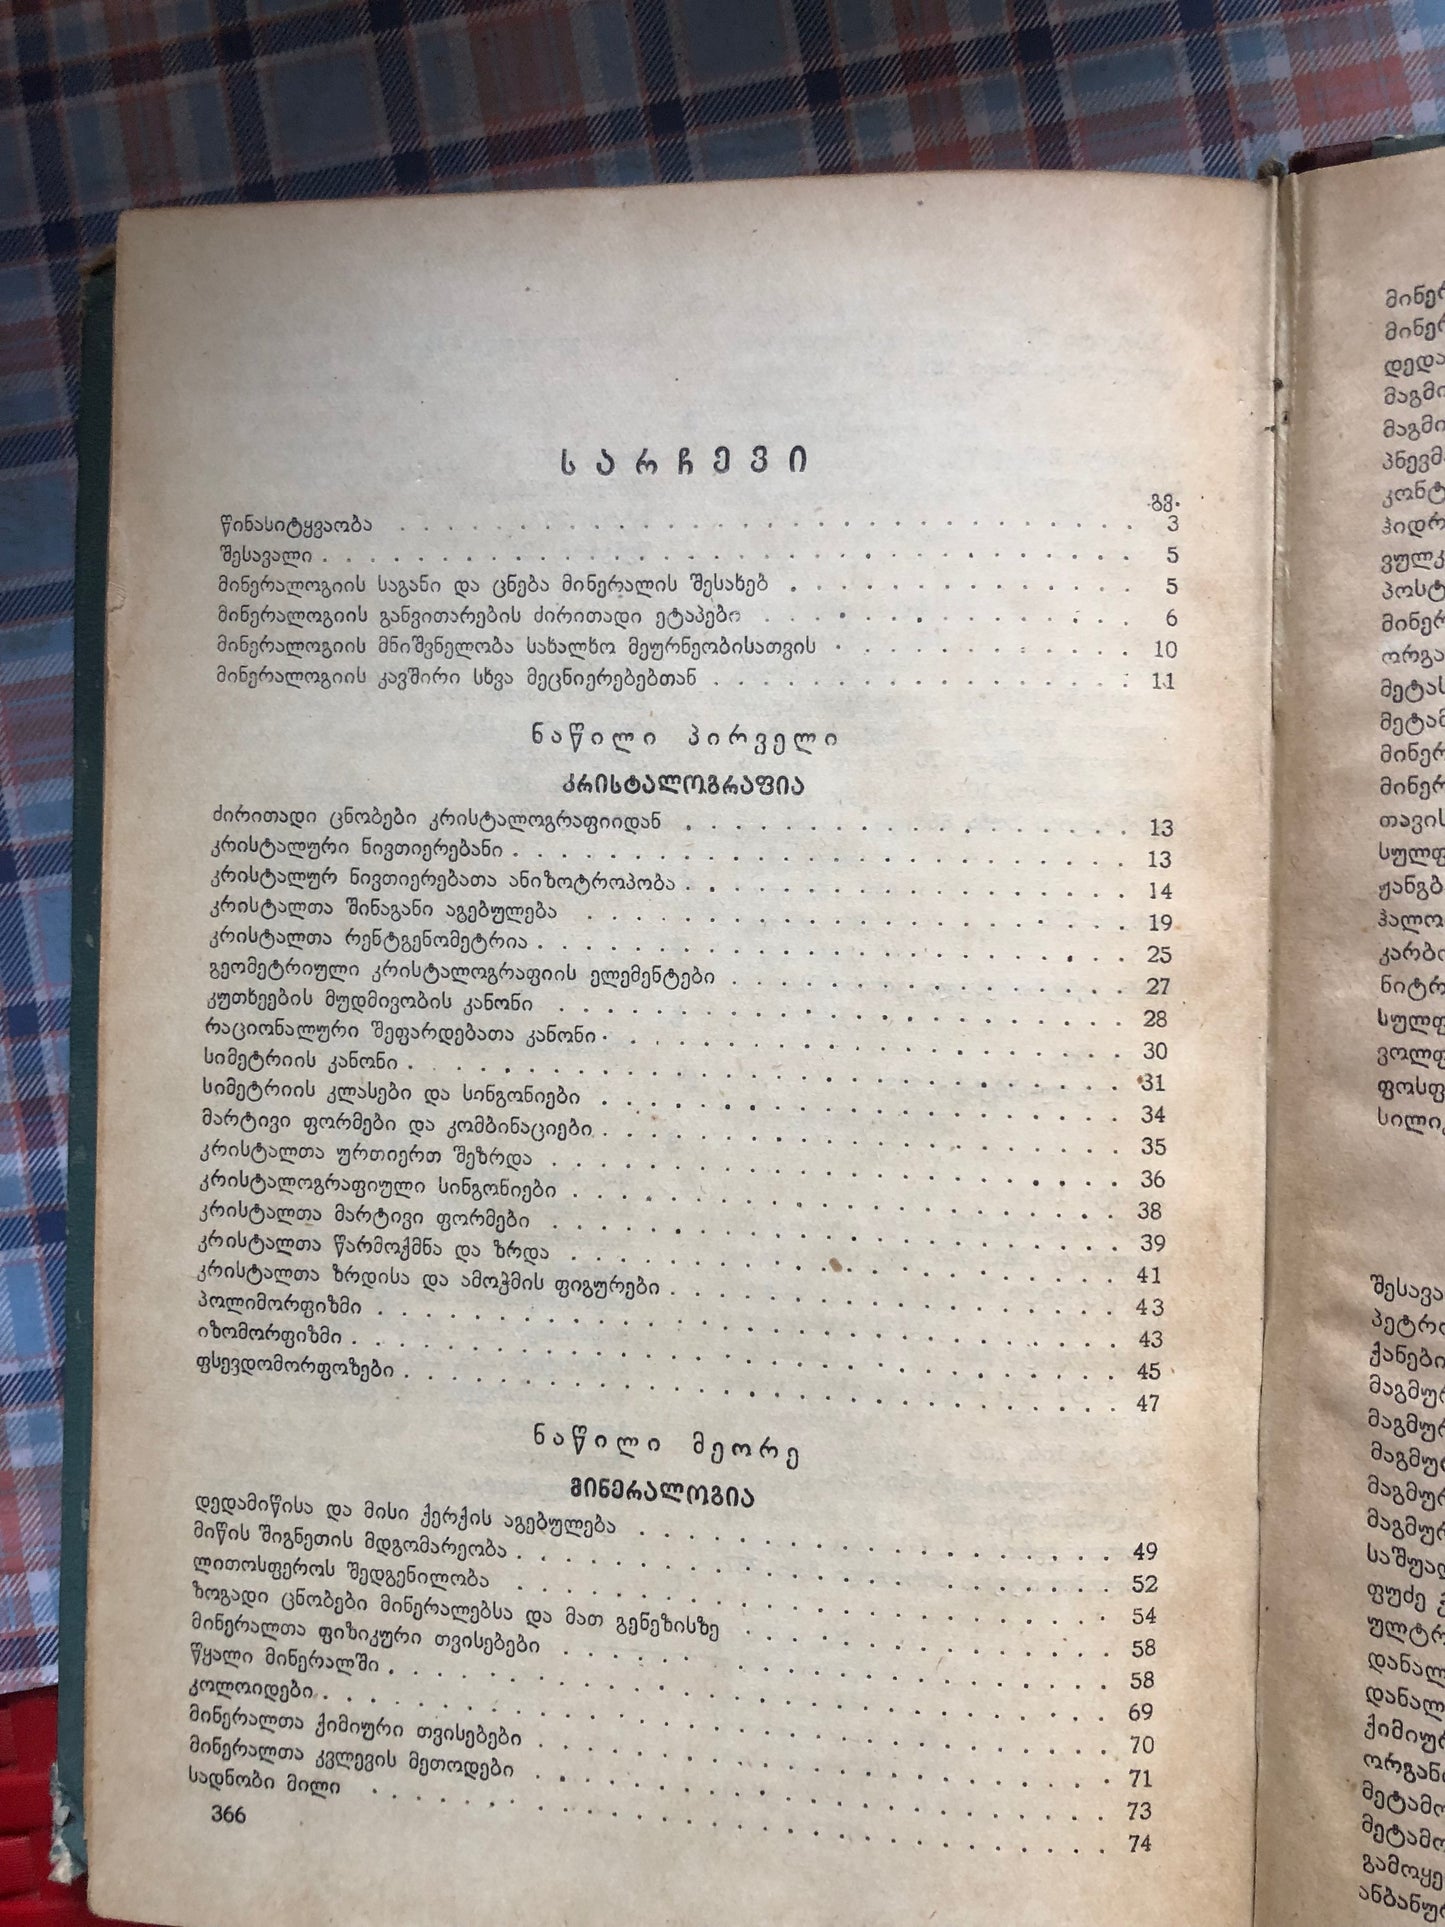 სარჩევი
გვ.
წინასიტყვაობა . . . 3
შესავალი . . . 5
მინერალოგიის საგანი და ცნება მინერალის შესახებ . . . 5
მინერალოგიის განვითარების ძირითადი ეტაპები . . . 6
მინერალოგიის მნიშვნელობა სახალხო მეურნეობისათვის . . . 10
მინერალოგიის კავშირი სხვა მეცნიერებებთან . . . 11
ნაწილი პირველი
კრისტალოგრაფია
ძირითადი ცნობები კრისტალოგრაფიიდან . . . 13
კრისტალური ნივთიერებანი . . . 13
კრისტალურ ნივთიერებათა ანიზოტროპობა . . . 14
კრისტალთა შინაგანი აგებულება . . . 19
კრისტალთა რენტგენომეტრია . . . 25
გეომეტრიული კრისტალოგრაფიის ელემენტები . . . 27
კუთხეების მუდმივობის კანონი . . . 28
რაციონალური შეფარდებათა კანონი . . . 30
სიმეტრიის კანონი . . . 31
სიმეტრიის კლასები და სინგონიები . . . 34
მარტივი ფორმები და კომბინაციები . . . 35
კრისტალთა ურთიერთ შეზრდა . . . 36
კრისტალოგრაფიული სინგონიები . . . 38
კრისტალთა მარტივი ფორმები . . . 39
კრისტალთა წარმოქმნა და ზრდა . . . 41
კრისტალთა ზრდისა და ამოჭმის ფიგურები . . . 43
პოლიმორფიზმი . . . 43
იზომორფიზმი . . . 45
ფსევდომორფოზები . . . 47
ნაწილი მეორე
მინერალოგია
დედამიწისა და მისი ქერქის აგებულება . . . 49
მიწის შიგნეთის მდგომარეობა . . . 52
ლითოსფეროს შედგენილობა . . . 54
ზოგადი ცნობები მინერალებსა და მათ გენეზისზე . . . 58
მინერალთა ფიზიკური თვისებები . . . 58
წყალი მინერალში . . . 69
კოლოიდები . . . 70
მინერალთა ქიმიური თვისებები . . . 71
მინერალთა კვლევის მეთოდები . . . 73
სადნობი მილი . . . 74
366